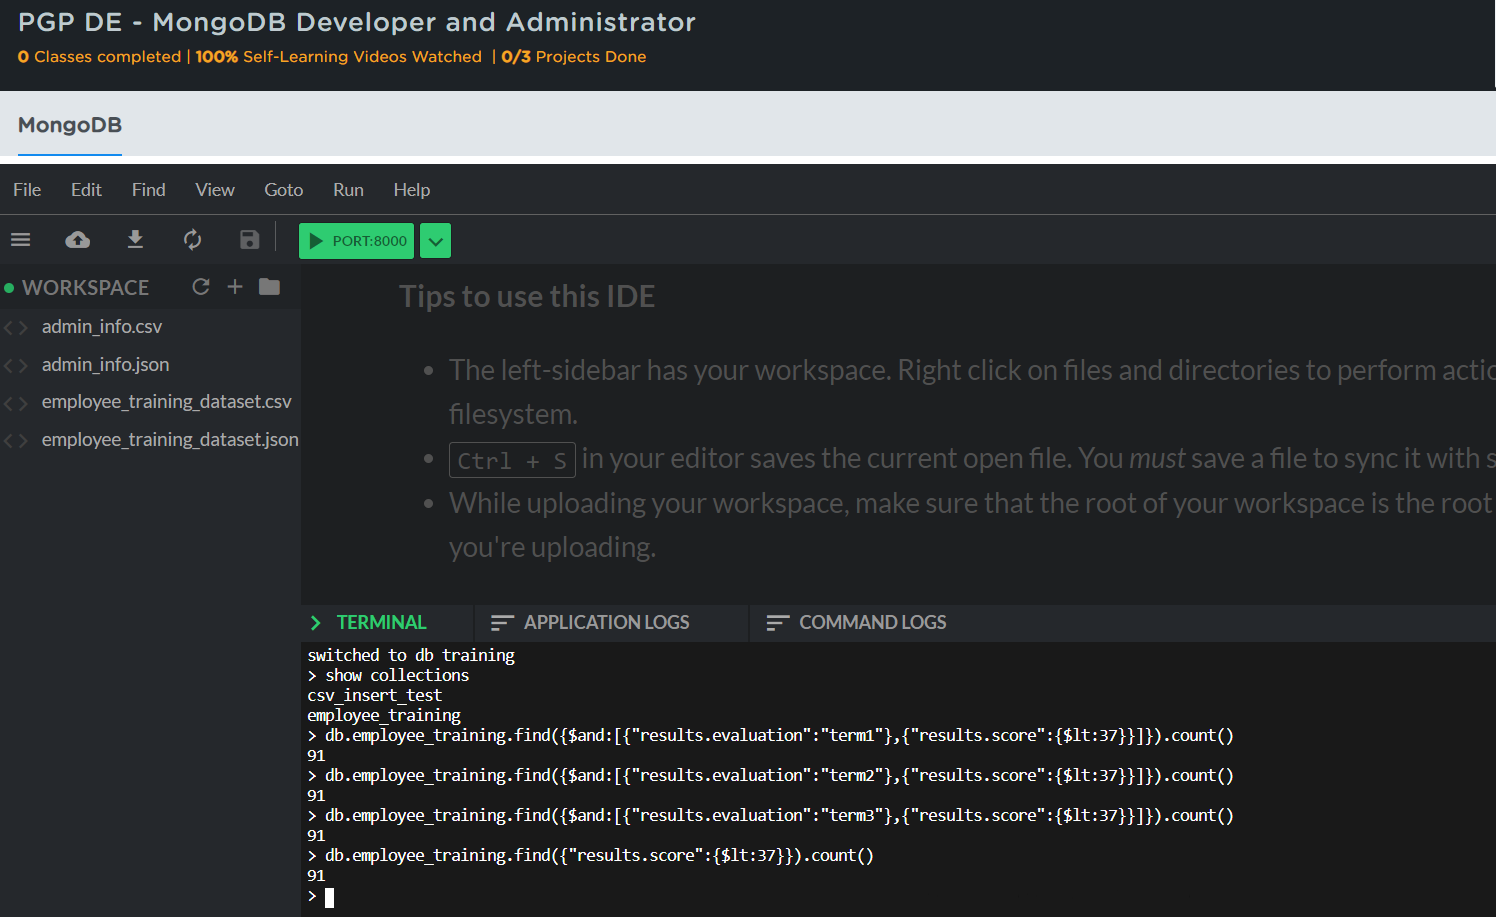 PGP DE - MongoDB Developer and Administrator
0 Classes completed | 100% Self-Learning Videos Watched | 0/3 Projects Done
MongoDB
File Edit Find View Goto Run Help
PORT:8000
WORKSPACE
admin_info.csv
admin_info.json
employee_training_dataset.csv
employee_training_dataset.json
Tips to use this IDE
• The left-sidebar has your workspace. Right click on files and directories to perform actio
filesystem.
• Ctrl + S in your editor saves the current open file. You must save a file to sync it with s
• While uploading your workspace, make sure that the root of your workspace is the root
you're uploading.
TERMINAL APPLICATION LOGS COMMAND LOGS
switched to db training
> show collections
csv_insert_test
employee_training
> db.employee_training.find({$and:[{"results.evaluation":"term1"},{"results.score":{$lt:37}}]}).count()
91
> db.employee_training.find({$and:[{"results.evaluation":"term2"},{"results.score":{$lt:37}}]}).count()
91
> db.employee_training.find({$and:[{"results.evaluation":"term3"},{"results.score":{$lt:37}}]}).count()
91
> db.employee_training.find({"results.score":{$lt:37}}).count()
91
>